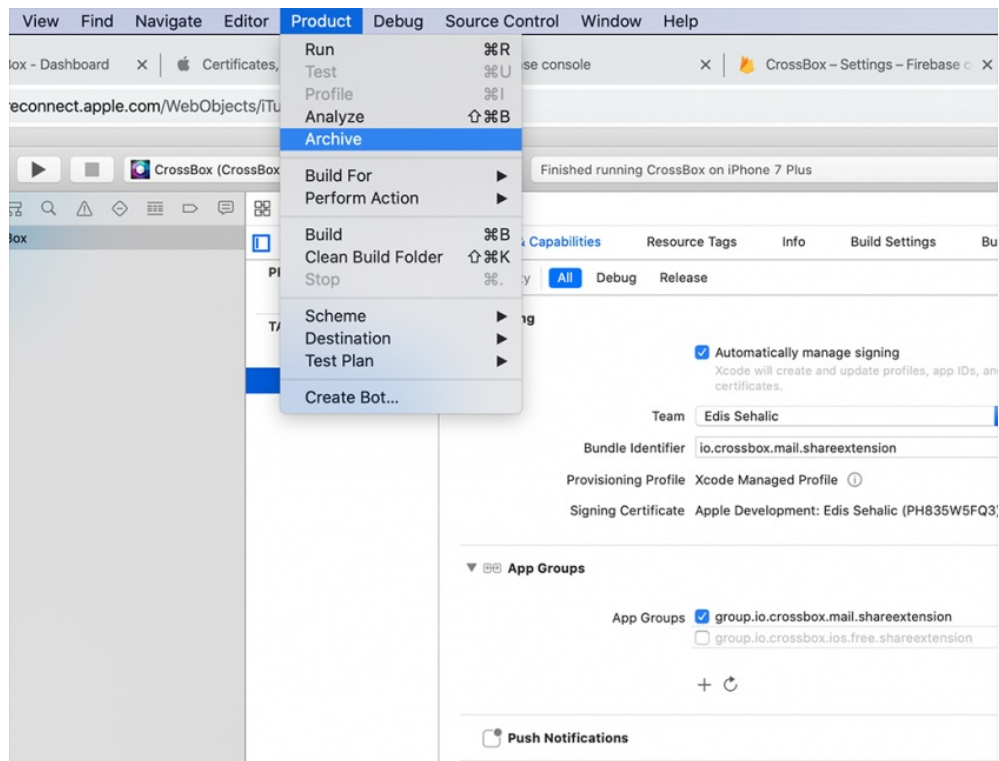 View Find Navigate Editor Product Debug Source Control Window Help
Box - Dashboard
Certificates,
se console
CrossBox – Settings – Firebase c
reconnect.apple.com/WebObjects/iTu
Run ⌘R
Test ⌘U
Profile ⌘I
Analyze ⇧⌘B
Archive
Build For
Perform Action
Build ⌘B
Clean Build Folder ⇧⌘K
Stop ⌘.
Scheme
Destination
Test Plan
Create Bot...
CrossBox (CrossBox
Finished running CrossBox on iPhone 7 Plus
Box
& Capabilities Resource Tags Info Build Settings Bu
All Debug Release
Automatically manage signing
Xcode will create and update profiles, app IDs, and
certificates.
Team Edis Sehalic
Bundle Identifier io.crossbox.mail.shareextension
Provisioning Profile Xcode Managed Profile
Signing Certificate Apple Development: Edis Sehalic (PH835W5FQ3)
App Groups
App Groups group.io.crossbox.mail.shareextension
group.io.crossbox.ios.free.shareextension
Push Notifications